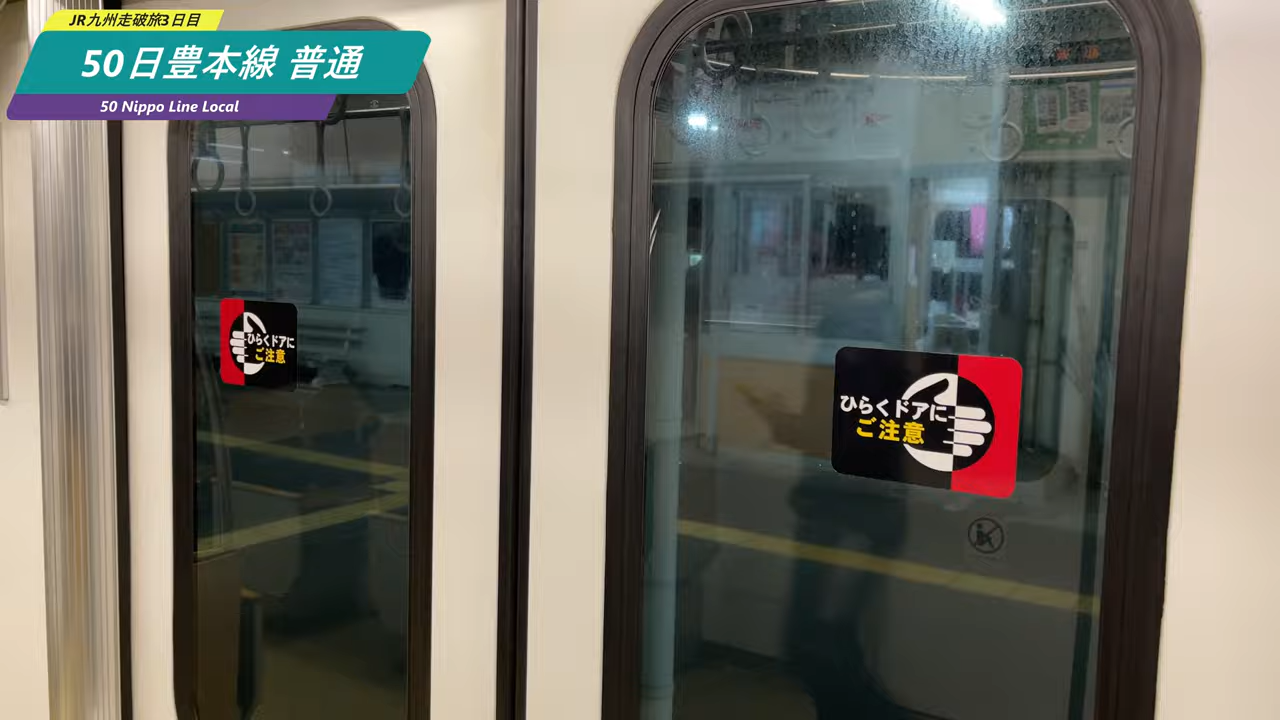 JR九州走破旅3日目
50日豊本線 普通
50 Nippo Line Local
ひらくドアに
ご注意
ひらくドアに
ご注意